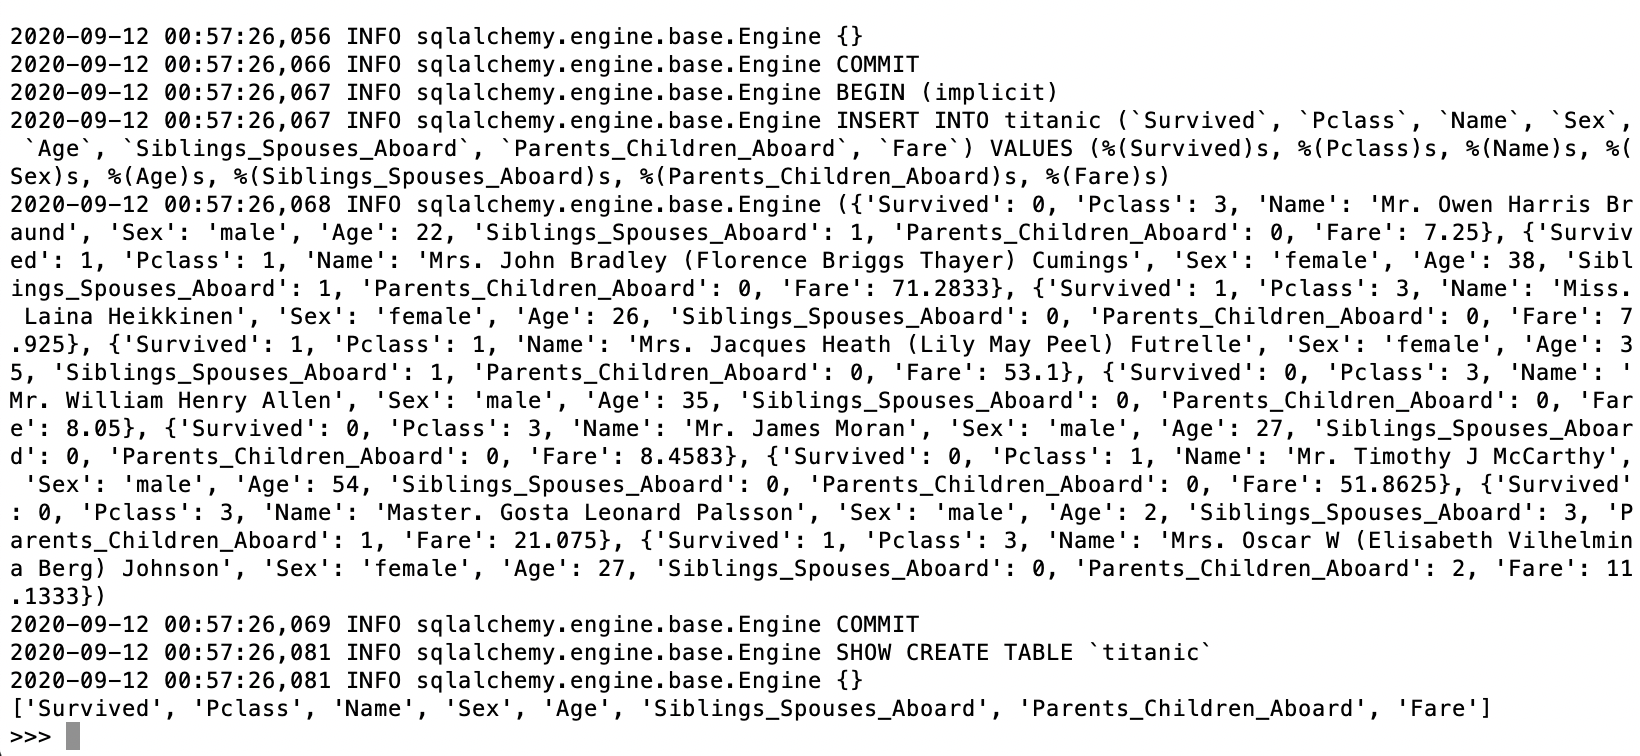 2020-09-12 00:57:26,056 INFO sqlalchemy.engine.base.Engine {}
2020-09-12 00:57:26,066 INFO sqlalchemy.engine.base.Engine COMMIT
2020-09-12 00:57:26,067 INFO sqlalchemy.engine.base.Engine BEGIN (implicit)
2020-09-12 00:57:26,067 INFO sqlalchemy.engine.base.Engine INSERT INTO titanic (`Survived`, `Pclass`, `Name`, `Sex`,
 `Age`, `Siblings_Spouses_Aboard`, `Parents_Children_Aboard`, `Fare`) VALUES (%(Survived)s, %(Pclass)s, %(Name)s, %(
Sex)s, %(Age)s, %(Siblings_Spouses_Aboard)s, %(Parents_Children_Aboard)s, %(Fare)s)
2020-09-12 00:57:26,068 INFO sqlalchemy.engine.base.Engine ({'Survived': 0, 'Pclass': 3, 'Name': 'Mr. Owen Harris Br
aund', 'Sex': 'male', 'Age': 22, 'Siblings_Spouses_Aboard': 1, 'Parents_Children_Aboard': 0, 'Fare': 7.25}, {'Surviv
ed': 1, 'Pclass': 1, 'Name': 'Mrs. John Bradley (Florence Briggs Thayer) Cumings', 'Sex': 'female', 'Age': 38, 'Sibl
ings_Spouses_Aboard': 1, 'Parents_Children_Aboard': 0, 'Fare': 71.2833}, {'Survived': 1, 'Pclass': 3, 'Name': 'Miss.
 Laina Heikkinen', 'Sex': 'female', 'Age': 26, 'Siblings_Spouses_Aboard': 0, 'Parents_Children_Aboard': 0, 'Fare': 7
.925}, {'Survived': 1, 'Pclass': 1, 'Name': 'Mrs. Jacques Heath (Lily May Peel) Futrelle', 'Sex': 'female', 'Age': 3
5, 'Siblings_Spouses_Aboard': 1, 'Parents_Children_Aboard': 0, 'Fare': 53.1}, {'Survived': 0, 'Pclass': 3, 'Name': '
Mr. William Henry Allen', 'Sex': 'male', 'Age': 35, 'Siblings_Spouses_Aboard': 0, 'Parents_Children_Aboard': 0, 'Far
e': 8.05}, {'Survived': 0, 'Pclass': 3, 'Name': 'Mr. James Moran', 'Sex': 'male', 'Age': 27, 'Siblings_Spouses_Aboar
d': 0, 'Parents_Children_Aboard': 0, 'Fare': 8.4583}, {'Survived': 0, 'Pclass': 1, 'Name': 'Mr. Timothy J McCarthy',
 'Sex': 'male', 'Age': 54, 'Siblings_Spouses_Aboard': 0, 'Parents_Children_Aboard': 0, 'Fare': 51.8625}, {'Survived'
: 0, 'Pclass': 3, 'Name': 'Master. Gosta Leonard Palsson', 'Sex': 'male', 'Age': 2, 'Siblings_Spouses_Aboard': 3, 'P
arents_Children_Aboard': 1, 'Fare': 21.075}, {'Survived': 1, 'Pclass': 3, 'Name': 'Mrs. Oscar W (Elisabeth Vilhelmin
a Berg) Johnson', 'Sex': 'female', 'Age': 27, 'Siblings_Spouses_Aboard': 0, 'Parents_Children_Aboard': 2, 'Fare': 11
.1333})
2020-09-12 00:57:26,069 INFO sqlalchemy.engine.base.Engine COMMIT
2020-09-12 00:57:26,081 INFO sqlalchemy.engine.base.Engine SHOW CREATE TABLE `titanic`
2020-09-12 00:57:26,081 INFO sqlalchemy.engine.base.Engine {}
['Survived', 'Pclass', 'Name', 'Sex', 'Age', 'Siblings_Spouses_Aboard', 'Parents_Children_Aboard', 'Fare']
>>>